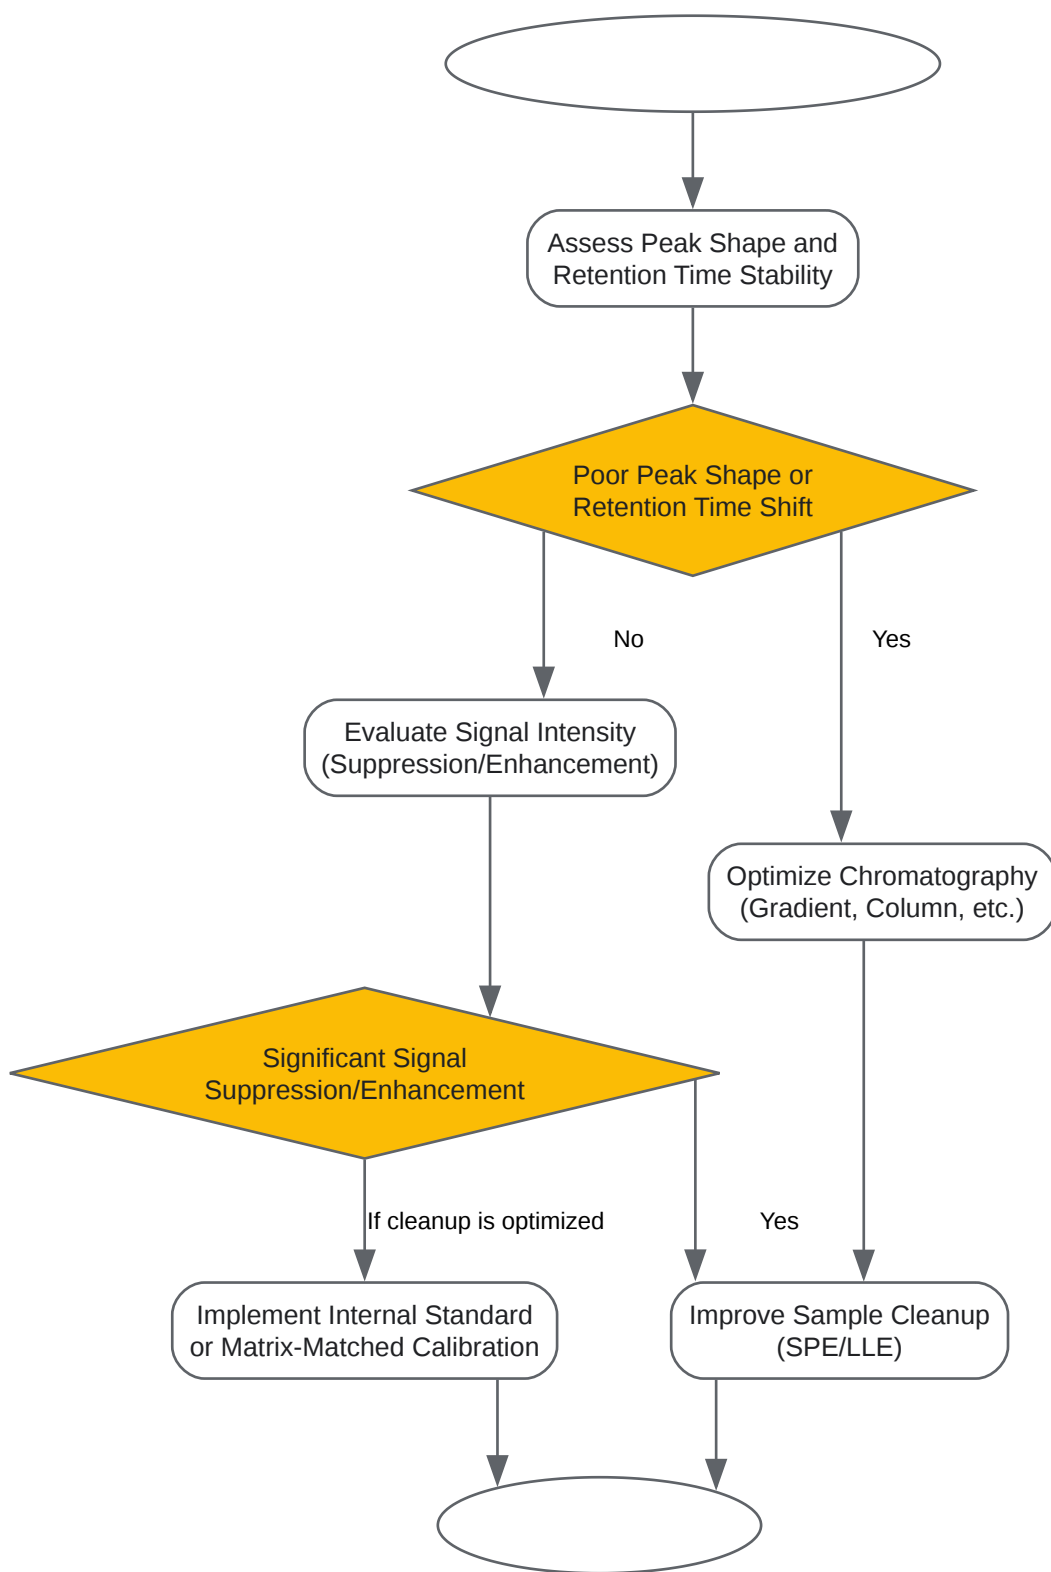 Assess Peak Shape and
Retention Time Stability
Poor Peak Shape or
Retention Time Shift
No
Yes
Evaluate Signal Intensity
(Suppression/Enhancement)
Optimize Chromatography
(Gradient, Column, etc.)
Significant Signal
Suppression/Enhancement
If cleanup is optimized
Yes
Implement Internal Standard
or Matrix-Matched Calibration
Improve Sample Cleanup
(SPE/LLE)